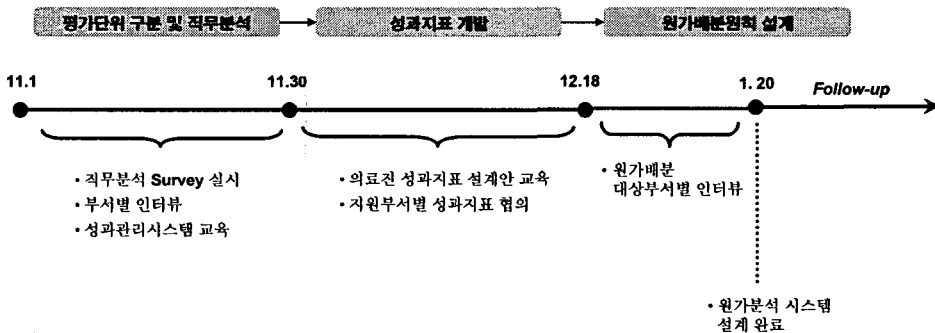 평가단위 구분 및 직무분석
성과지표 개발
원가배분원칙 설계
11.1
11.30
12.18
1. 20
Follow-up
• 직무분석 Survey 실시
• 부서별 인터뷰
• 성과관리시스템 교육
• 의료진 성과지표 설계안 교육
• 지원부서별 성과지표 협의
• 원가배분
대상부서별 인터뷰
• 원가분석 시스템
설계 완료